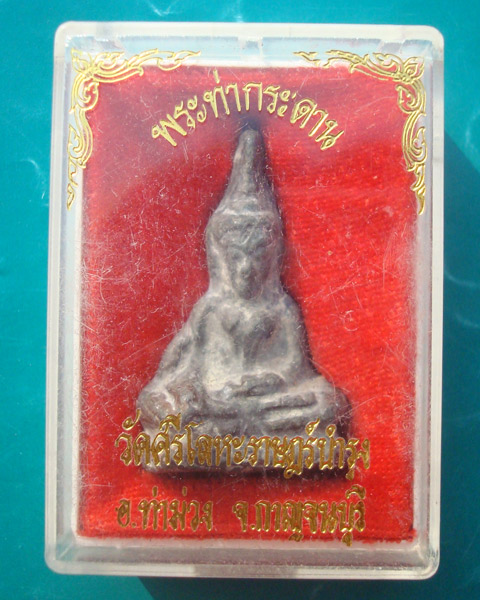 พระท่ากระดาน
วัดศรีโลหะราษฎร์บำรุง
อ.ท่าม่วง จ.กาญจนบุรี